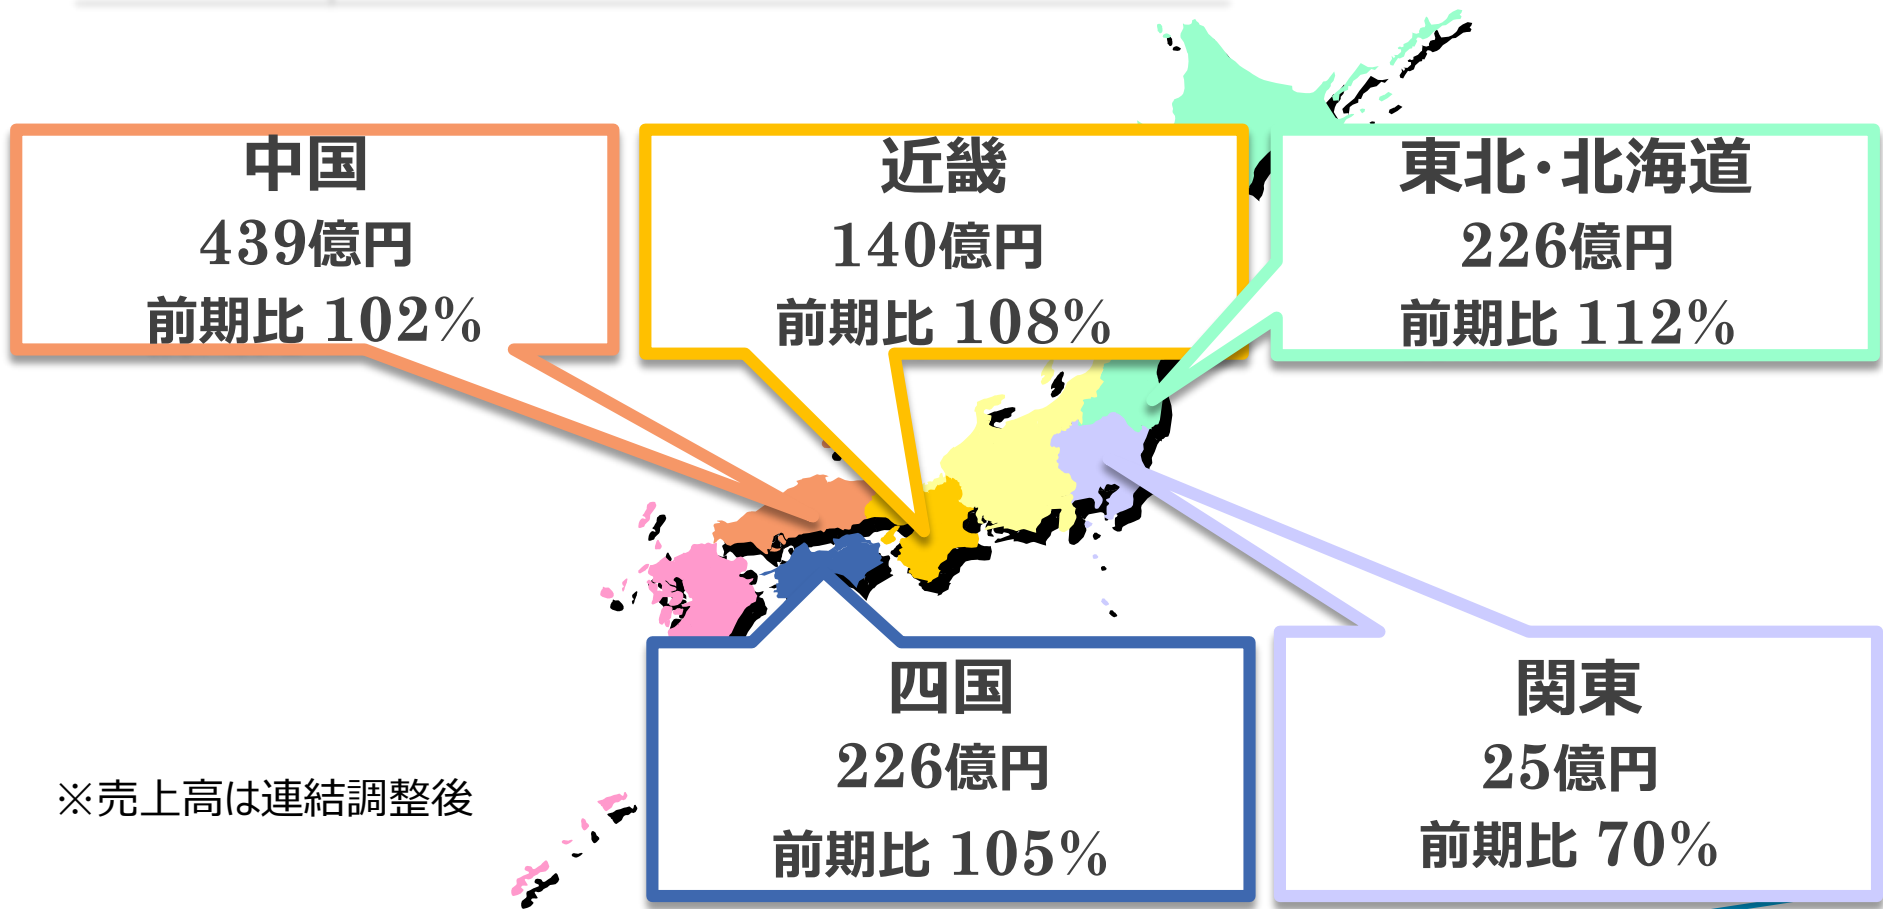 中国
439億円
前期比 102%
近畿
140億円
前期比 108%
東北・北海道
226億円
前期比 112%
四国
226億円
前期比 105%
関東
25億円
前期比 70%
※売上高は連結調整後